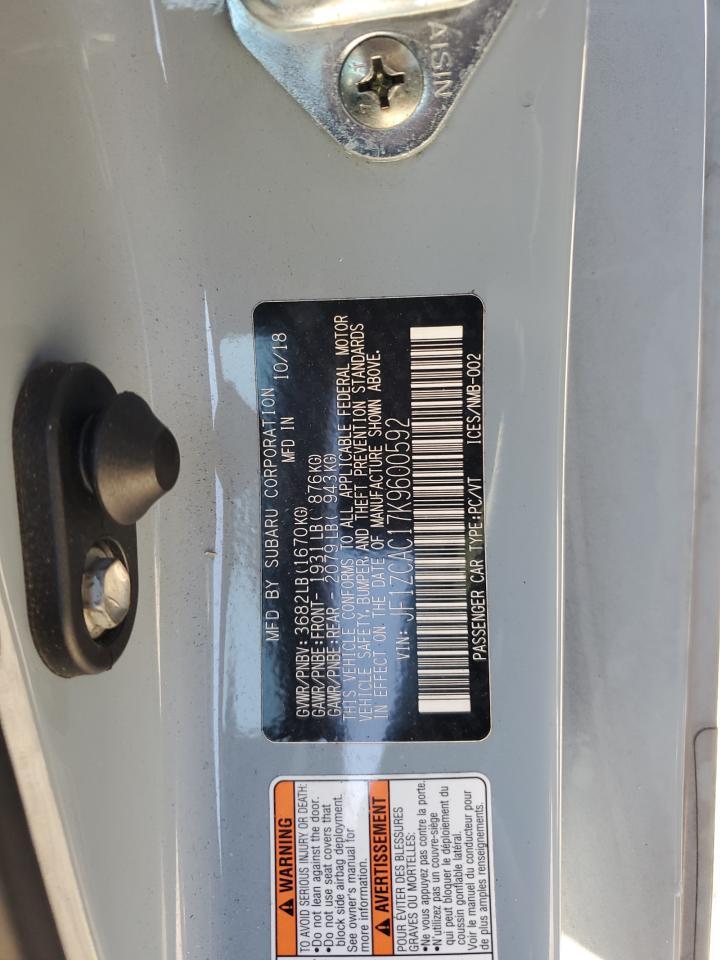 AISIN
MFD BY SUBARU CORPORATION
MFD IN 10/18
GVWR/PNBV: 3682LB(1670KG)
GAWR/PNBE:FRONT- 1931LB( 876KG)
GAWR/PNBE:REAR - 2079LB( 943KG)
THIS VEHICLE CONFORMS TO ALL APPLICABLE FEDERAL MOTOR
VEHICLE SAFETY, BUMPER, AND THEFT PREVENTION STANDARDS
IN EFFECT ON THE DATE OF MANUFACTURE SHOWN ABOVE.
VIN: JF1ZCAC17K9600592
PASSENGER CAR TYPE:PC/VT ICES/NMB-002
WARNING
TO AVOID SERIOUS INJURY OR DEATH:
•Do not lean against the door.
•Do not use seat covers that
block side airbag deployment.
See owner's manual for
more information.
AVERTISSEMENT
POUR ÉVITER DES BLESSURES
GRAVES OU MORTELLES:
•Ne vous appuyez pas contre la porte.
•N'utilisez pas un couvre-siège
qui peut bloquer le déploiement du
coussin gonflable latéral.
Voir le manuel du conducteur pour
de plus amples renseignements.